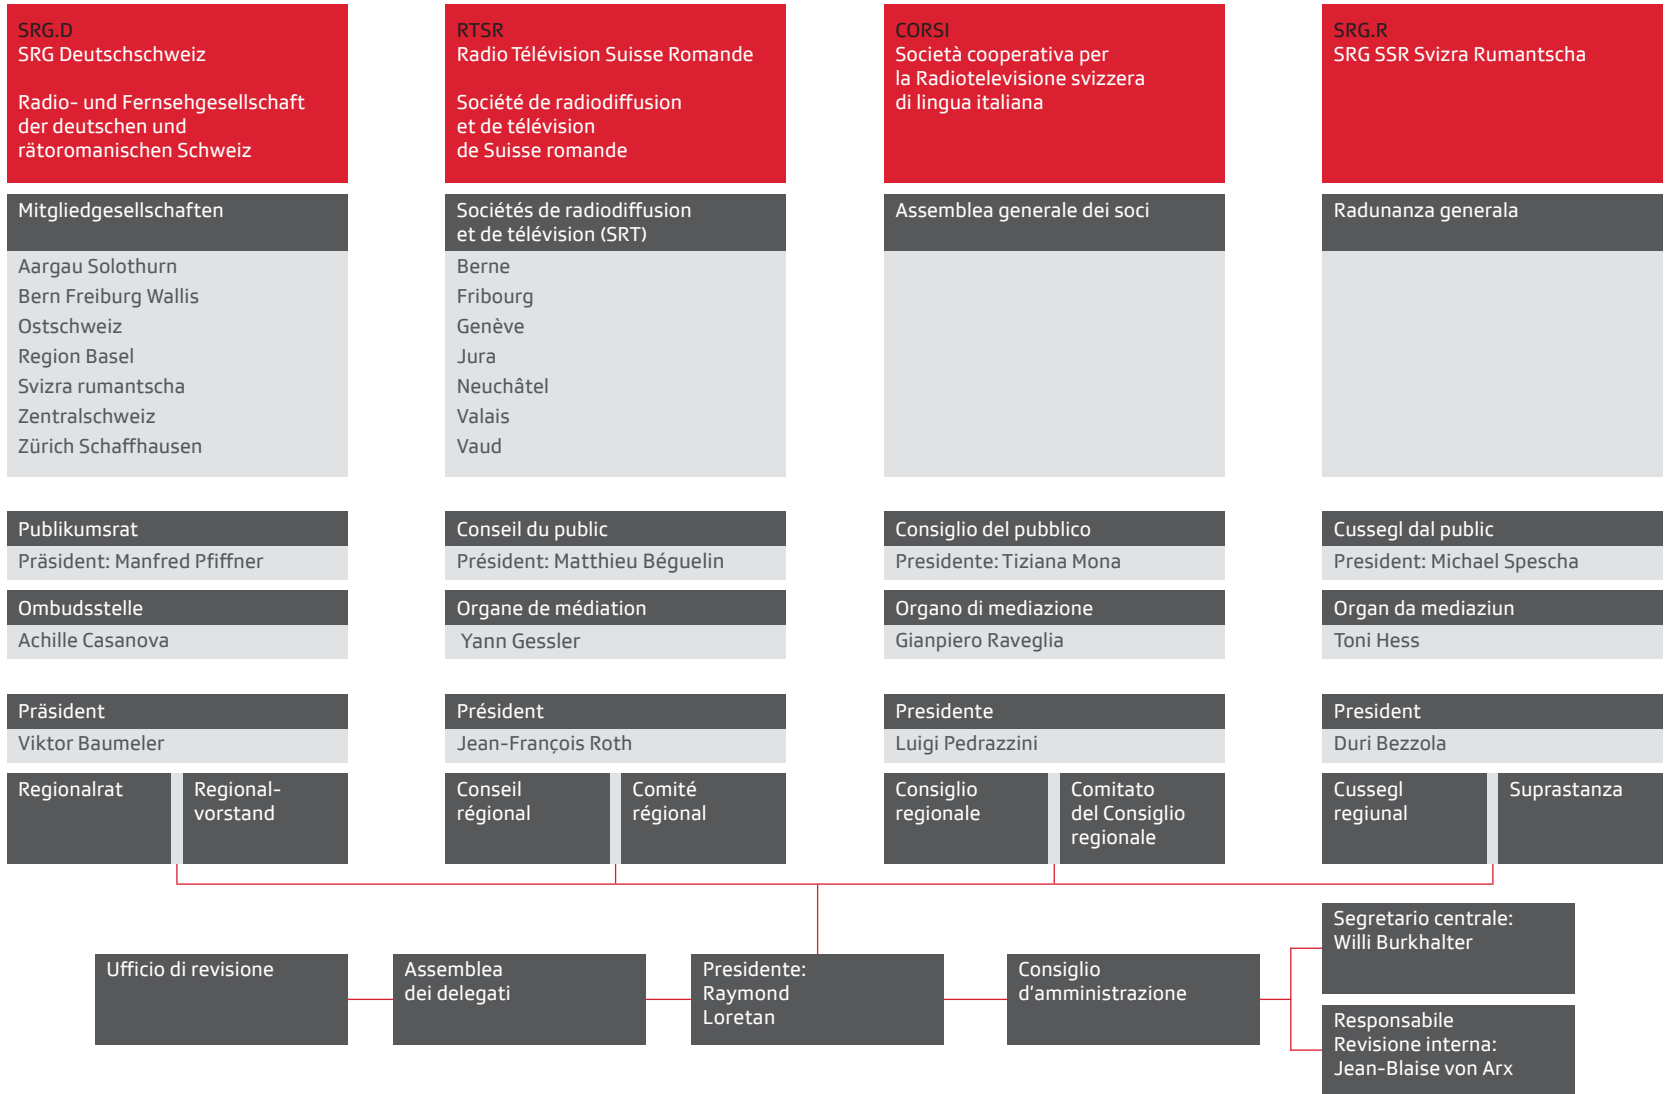 SRG.D
SRG Deutschschweiz
Radio- und Fernsehgesellschaft
der deutschen und
rätoromanischen Schweiz
Mitgliedgesellschaften
Aargau Solothurn
Bern Freiburg Wallis
Ostschweiz
Region Basel
Svizra rumantscha
Zentralschweiz
Zürich Schaffhausen
Publikumsrat
Präsident: Manfred Pfiffner
Ombudsstelle
Achille Casanova
Präsident
Viktor Baumeler
Regionalrat
Regional-
vorstand
RTSR
Radio Télévision Suisse Romande
Société de radiodiffusion
et de télévision
de Suisse romande
Sociétés de radiodiffusion
et de télévision (SRT)
Berne
Fribourg
Genève
Jura
Neuchâtel
Valais
Vaud
Conseil du public
Président: Matthieu Béguelin
Organe de médiation
Yann Gessler
Président
Jean-François Roth
Conseil
régional
Comité
régional
CORSI
Società cooperativa per
la Radiotelevisione svizzera
di lingua italiana
Assemblea generale dei soci
Consiglio del pubblico
Presidente: Tiziana Mona
Organo di mediazione
Gianpiero Raveglia
Presidente
Luigi Pedrazzini
Consiglio
regionale
Comitato
del Consiglio
regionale
SRG.R
SRG SSR Svizra Rumantscha
Radunanza generala
Cussegl dal public
President: Michael Spescha
Organ da mediaziun
Toni Hess
President
Duri Bezzola
Cussegl
regiunal
Suprastanza
Ufficio di revisione
Assemblea
dei delegati
Presidente:
Raymond
Loretan
Consiglio
d'amministrazione
Segretario centrale:
Willi Burkhalter
Responsabile
Revisione interna:
Jean-Blaise von Arx